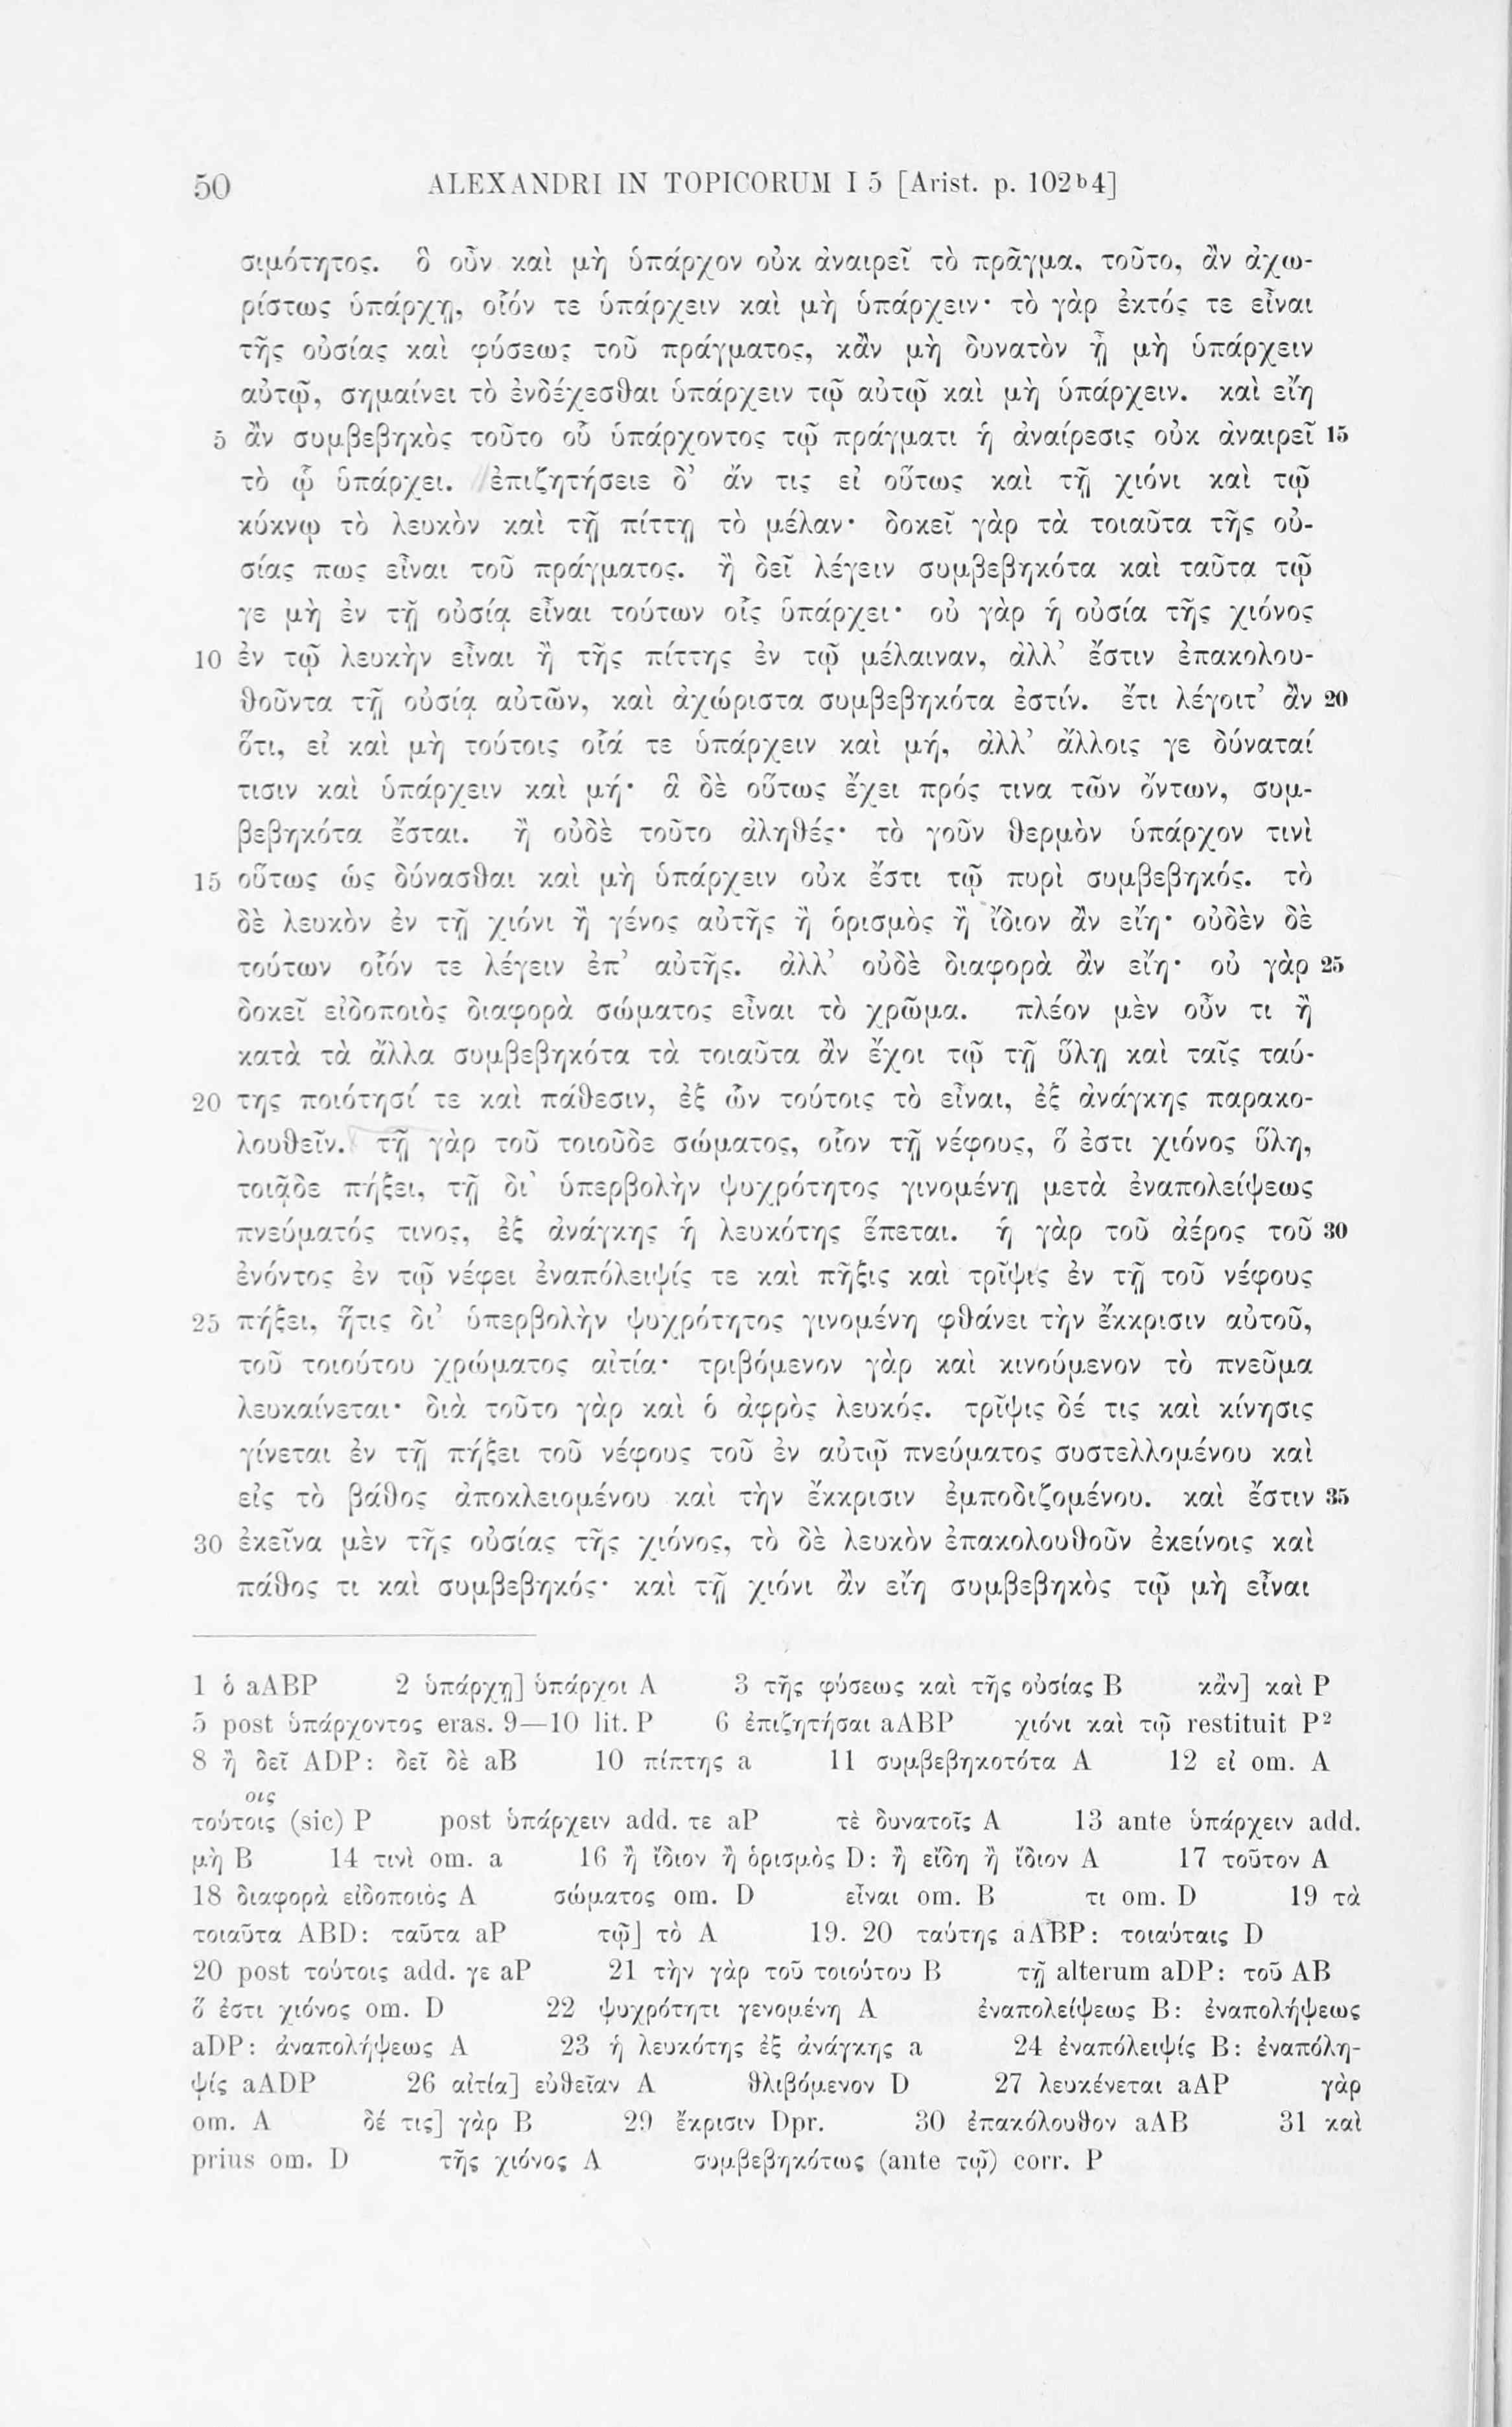 50 ALEXANDRI IN TOPICORUM I 5 [Arist. p. 102ᵇ4]
σιμότητος. ὃ οὖν καὶ μὴ ὑπάρχον οὐκ ἀναιρεῖ τὸ πρᾶγμα, τοῦτο, ἂν ἀχω-
ρίστως ὑπάρχῃ, οἷόν τε ὑπάρχειν καὶ μὴ ὑπάρχειν· τὸ γὰρ ἐκτός τε εἶναι
τῆς οὐσίας καὶ φύσεως τοῦ πράγματος, κἂν μὴ δυνατὸν ᾖ μὴ ὑπάρχειν
αὐτῷ, σημαίνει τὸ ἐνδέχεσθαι ὑπάρχειν τῷ αὐτῷ καὶ μὴ ὑπάρχειν. καὶ εἴη
5 ἂν συμβεβηκὸς τοῦτο οὗ ὑπάρχοντος τῷ πράγματι ἡ ἀναίρεσις οὐκ ἀναιρεῖ 15
τὸ ᾧ ὑπάρχει. ἐπιζητήσειε δ’ ἄν τις εἰ οὕτως καὶ τῇ χιόνι καὶ τῷ
κύκνῳ τὸ λευκὸν καὶ τῇ πίττῃ τὸ μέλαν· δοκεῖ γὰρ τὰ τοιαῦτα τῆς οὐ-
σίας πως εἶναι τοῦ πράγματος. ἢ δεῖ λέγειν συμβεβηκότα καὶ ταῦτα τῷ
γε μὴ ἐν τῇ οὐσίᾳ εἶναι τούτων οἷς ὑπάρχει· οὐ γὰρ ἡ οὐσία τῆς χιόνος
10 ἐν τῷ λευκὴν εἶναι ἢ τῆς πίττης ἐν τῷ μέλαιναν, ἀλλ’ ἔστιν ἐπακολου-
θοῦντα τῇ οὐσίᾳ αὐτῶν, καὶ ἀχώριστα συμβεβηκότα ἐστίν. ἔτι λέγοιτ’ ἂν 20
ὅτι, εἰ καὶ μὴ τούτοις οἷά τε ὑπάρχειν καὶ μή, ἀλλ’ ἄλλοις γε δύναταί
τισιν καὶ ὑπάρχειν καὶ μή· ἃ δὲ οὕτως ἔχει πρός τινα τῶν ὄντων, συμ-
βεβηκότα ἔσται. ἢ οὐδὲ τοῦτο ἀληθές· τὸ γοῦν θερμὸν ὑπάρχον τινὶ
15 οὕτως ὡς δύνασθαι καὶ μὴ ὑπάρχειν οὐκ ἔστι τῷ πυρὶ συμβεβηκός. τὸ
δὲ λευκὸν ἐν τῇ χιόνι ἢ γένος αὐτῆς ἢ ὁρισμὸς ἢ ἴδιον ἂν εἴη· οὐδὲν δὲ
τούτων οἷόν τε λέγειν ἐπ’ αὐτῆς. ἀλλ’ οὐδὲ διαφορὰ ἂν εἴη· οὐ γὰρ 25
δοκεῖ εἰδοποιὸς διαφορὰ σώματος εἶναι τὸ χρῶμα. πλέον μὲν οὖν τι ἢ
κατὰ τὰ ἄλλα συμβεβηκότα τὰ τοιαῦτα ἂν ἔχοι τῷ τῇ ὕλῃ καὶ ταῖς ταύ-
20 της ποιότησί τε καὶ πάθεσιν, ἐξ ὧν τούτοις τὸ εἶναι, ἐξ ἀνάγκης παρακο-
λουθεῖν. τῇ γὰρ τοῦ τοιοῦδε σώματος, οἷον τῇ νέφους, ὅ ἐστι χιόνος ὕλη,
τοιᾷδε πήξει, τῇ δι’ ὑπερβολὴν ψυχρότητος γινομένῃ μετὰ ἐναπολείψεως
πνεύματός τινος, ἐξ ἀνάγκης ἡ λευκότης ἕπεται. ἡ γὰρ τοῦ ἀέρος τοῦ 30
ἐνόντος ἐν τῷ νέφει ἐναπόλειψίς τε καὶ πῆξις καὶ τρῖψις ἐν τῇ τοῦ νέφους
25 πήξει, ἥτις δι’ ὑπερβολὴν ψυχρότητος γινομένη φθάνει τὴν ἔκκρισιν αὐτοῦ,
τοῦ τοιούτου χρώματος αἰτία· τριβόμενον γὰρ καὶ κινούμενον τὸ πνεῦμα
λευκαίνεται· διὰ τοῦτο γὰρ καὶ ὁ ἀφρὸς λευκός. τρῖψις δέ τις καὶ κίνησις
γίνεται ἐν τῇ πήξει τοῦ νέφους τοῦ ἐν αὐτῷ πνεύματος συστελλομένου καὶ
εἰς τὸ βάθος ἀποκλειομένου καὶ τὴν ἔκκρισιν ἐμποδιζομένου. καὶ ἔστιν 35
30 ἐκεῖνα μὲν τῆς οὐσίας τῆς χιόνος, τὸ δὲ λευκὸν ἐπακολουθοῦν ἐκείνοις καὶ
πάθος τι καὶ συμβεβηκός· καὶ τῇ χιόνι ἂν εἴη συμβεβηκὸς τῷ μὴ εἶναι
1 ὁ aABP 2 ὑπάρχῃ] ὑπάρχοι A 3 τῆς φύσεως καὶ τῆς οὐσίας B κἂν] καὶ P
5 post ὑπάρχοντος eras. 9—10 lit. P 6 ἐπιζητήσαι aABP χιόνι καὶ τῷ restituit P²
8 ἢ δεῖ ADP: δεῖ δὲ aB 10 πίπτης a 11 συμβεβηκοτότα A 12 εἰ om. A
οις
τούτοις (sic) P post ὑπάρχειν add. τε aP τὲ δυνατοῖς A 13 ante ὑπάρχειν add.
μὴ B 14 τινὶ om. a 16 ἢ ἴδιον ἢ ὁρισμὸς D: ἢ εἴδη ἢ ἴδιον A 17 τοῦτον A
18 διαφορὰ εἰδοποιὸς A σώματος om. D εἶναι om. B τι om. D 19 τὰ
τοιαῦτα ABD: ταῦτα aP τῷ] τὸ A 19. 20 ταύτης aABP: τοιαύταις D
20 post τούτοις add. γε aP 21 τὴν γὰρ τοῦ τοιούτου B τῇ alterum aDP: τοῦ AB
ὅ ἐστι χιόνος om. D 22 ψυχρότητι γενομένη A ἐναπολείψεως B: ἐναπολήψεως
aDP: ἀναπολήψεως A 23 ἡ λευκότης ἐξ ἀνάγκης a 24 ἐναπόλειψίς B: ἐναπόλη-
ψίς aADP 26 αἰτία] εὐθεῖαν A θλιβόμενον D 27 λευκένεται aAP γὰρ
om. A δέ τις] γὰρ B 29 ἔκρισιν Dpr. 30 ἐπακόλουθον aAB 31 καὶ
prius om. D τῆς χιόνος A συμβεβηκότως (ante τῷ) corr. P